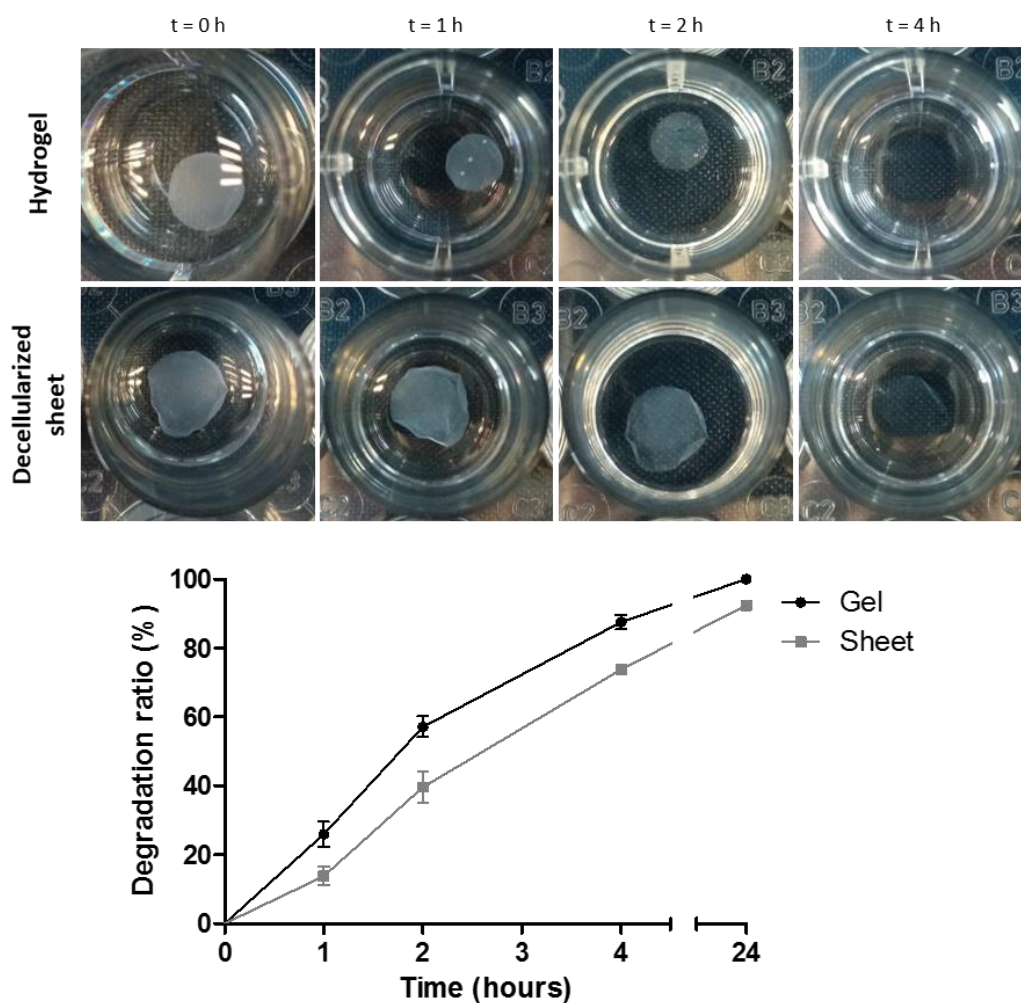 t = 0 h
t = 1 h
t = 2 h
t = 4 h
Hydrogel
B2
C2
B2
C2
B2
Decellularized
sheet
B3
C2
B2
B3
C2
C3
B2
B3
C2
C3
B2
B3
C2
C
100
80
60
40
20
0
Degradation ratio (%)
0
1
2
3
4
24
Time (hours)
Gel
Sheet